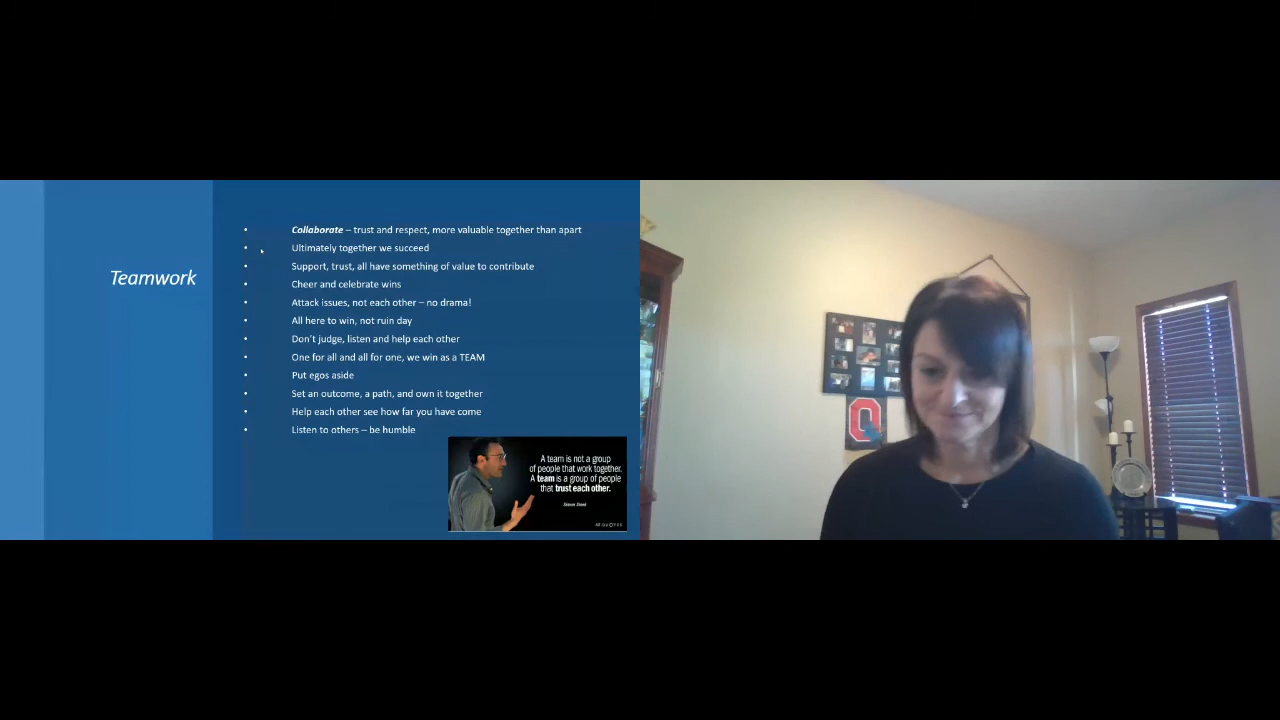 Teamwork
• Collaborate – trust and respect, more valuable together than apart
• Ultimately together we succeed
• Support, trust, all have something of value to contribute
• Cheer and celebrate wins
• Attack issues, not each other – no drama!
• All here to win, not ruin day
• Don't judge, listen and help each other
• One for all and all for one, we win as a TEAM
• Put egos aside
• Set an outcome, a path, and own it together
• Help each other see how far you have come
• Listen to others – be humble
A team is not a group
of people that work together.
A team is a group of people
that trust each other.
Simon Sinek
AZ QUOTES
O